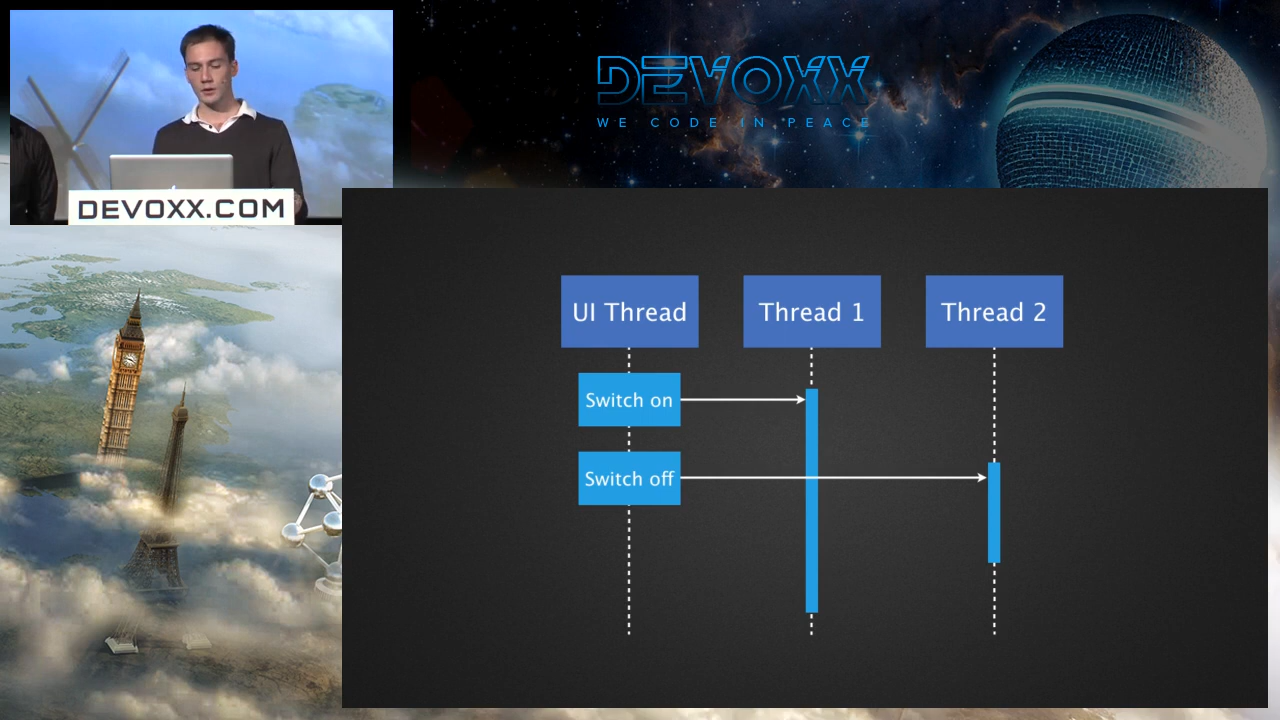 DEVOXX
WE CODE IN PEACE
DEVOXX.COM
UI Thread
Thread 1
Thread 2
Switch on
Switch off